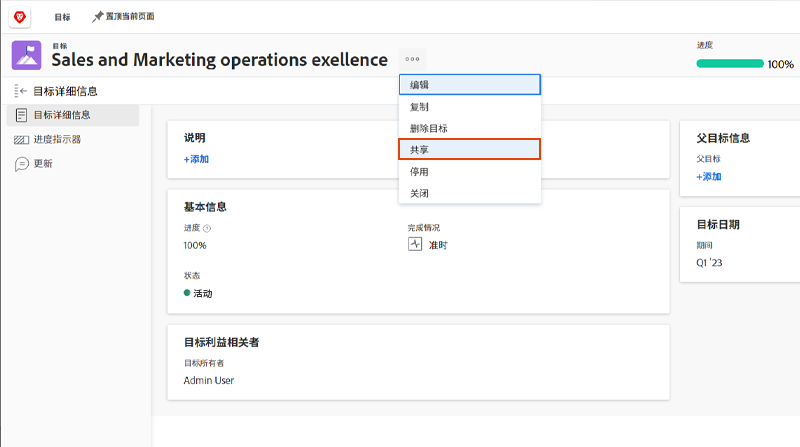 目标
置顶当前页面
目标
Sales and Marketing operations exellence
进度
100%
目标详细信息
目标详细信息
进度指示器
更新
编辑
复制
删除目标
共享
停用
关闭
说明
+添加
基本信息
进度
100%
完成情况
准时
状态
活动
目标利益相关者
目标所有者
Admin User
父目标信息
父目标
+添加
目标日期
期间
Q1 '23